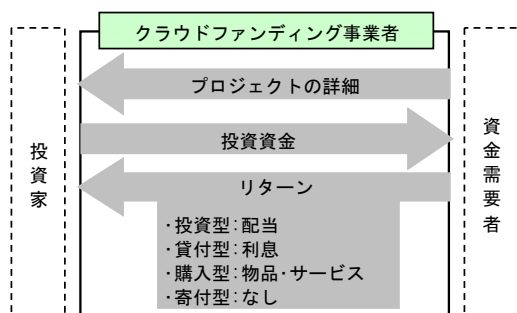 クラウドファンディング事業者
プロジェクトの詳細
投資資金
リターン
・投資型：配当
・貸付型：利息
・購入型：物品・サービス
・寄付型：なし
投資家
資金需要者